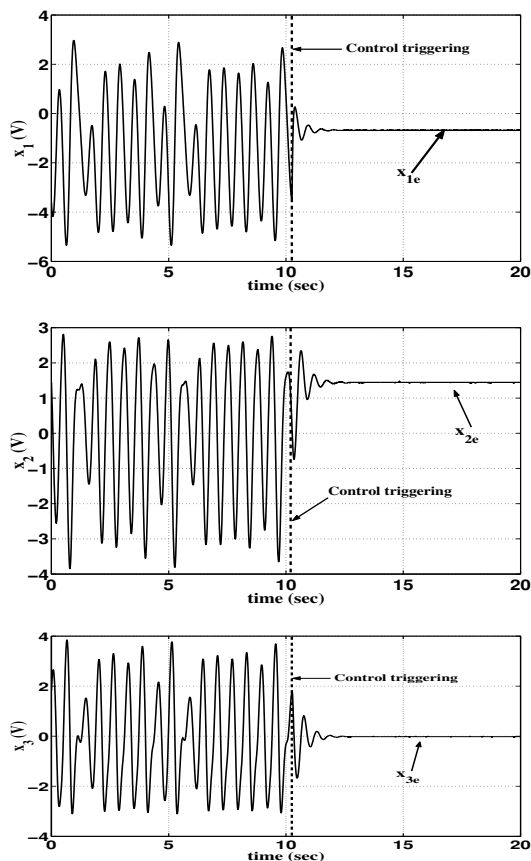 4
2
Control triggering
0
x1 (V)
−2
x1e
−4
−6
0 5 10 15 20
time (sec)
3
2
1
x2e
0
x2 (V)
−1
Control triggering
−2
−3
−4
0 5 10 15 20
time (sec)
4
Control triggering
2
x3 (V)
0
x3e
−2
−4
0 5 10 15 20
time (sec)